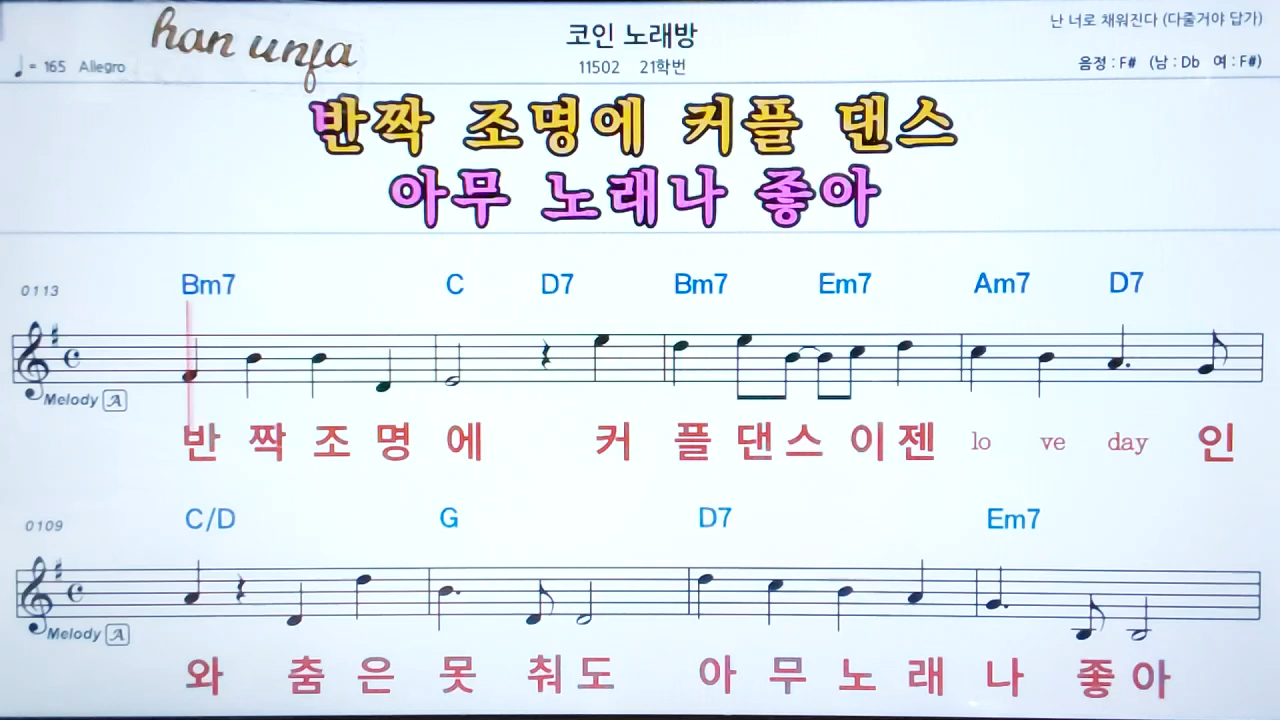 han unfa
코인 노래방
난 너로 채워진다 (다줄거야 답가)
♩= 165 Allegro
11502 21학번
음정 : F# (남 : Db 여 : F#)
반짝 조명에 커플 댄스
아무 노래나 좋아
0113
Bm7 C D7 Bm7 Em7 Am7 D7
Melody A
반 짝 조 명 에 커 플 댄 스 이 젠 lo ve day 인
0109
C/D G D7 Em7
Melody A
와 춤 은 못 춰 도 아 무 노 래 나 좋 아